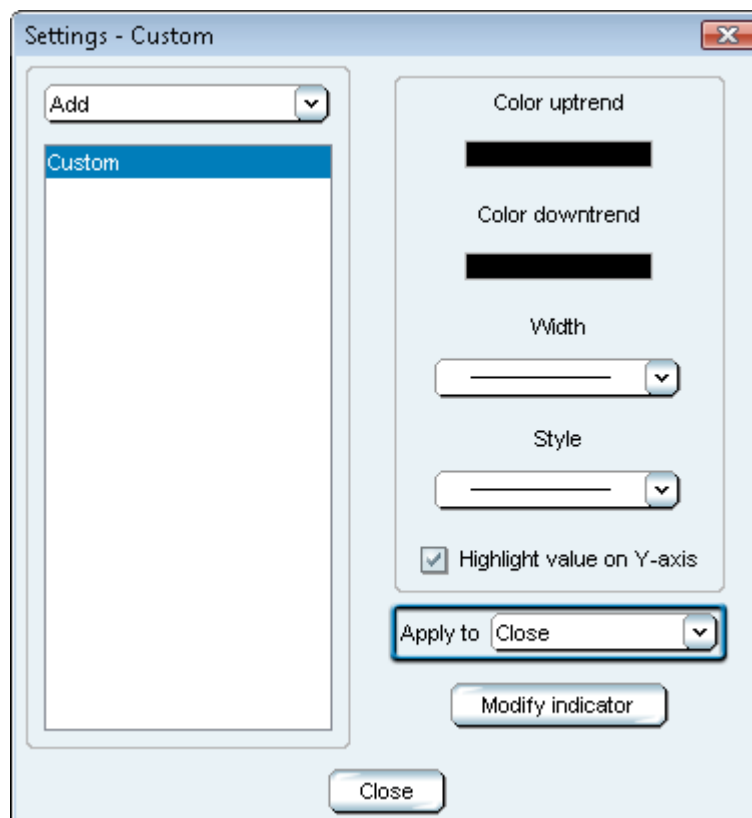 Settings - Custom
Add
Custom
Color uptrend
Color downtrend
Width
Style
Highlight value on Y-axis
Apply to Close
Modify indicator
Close